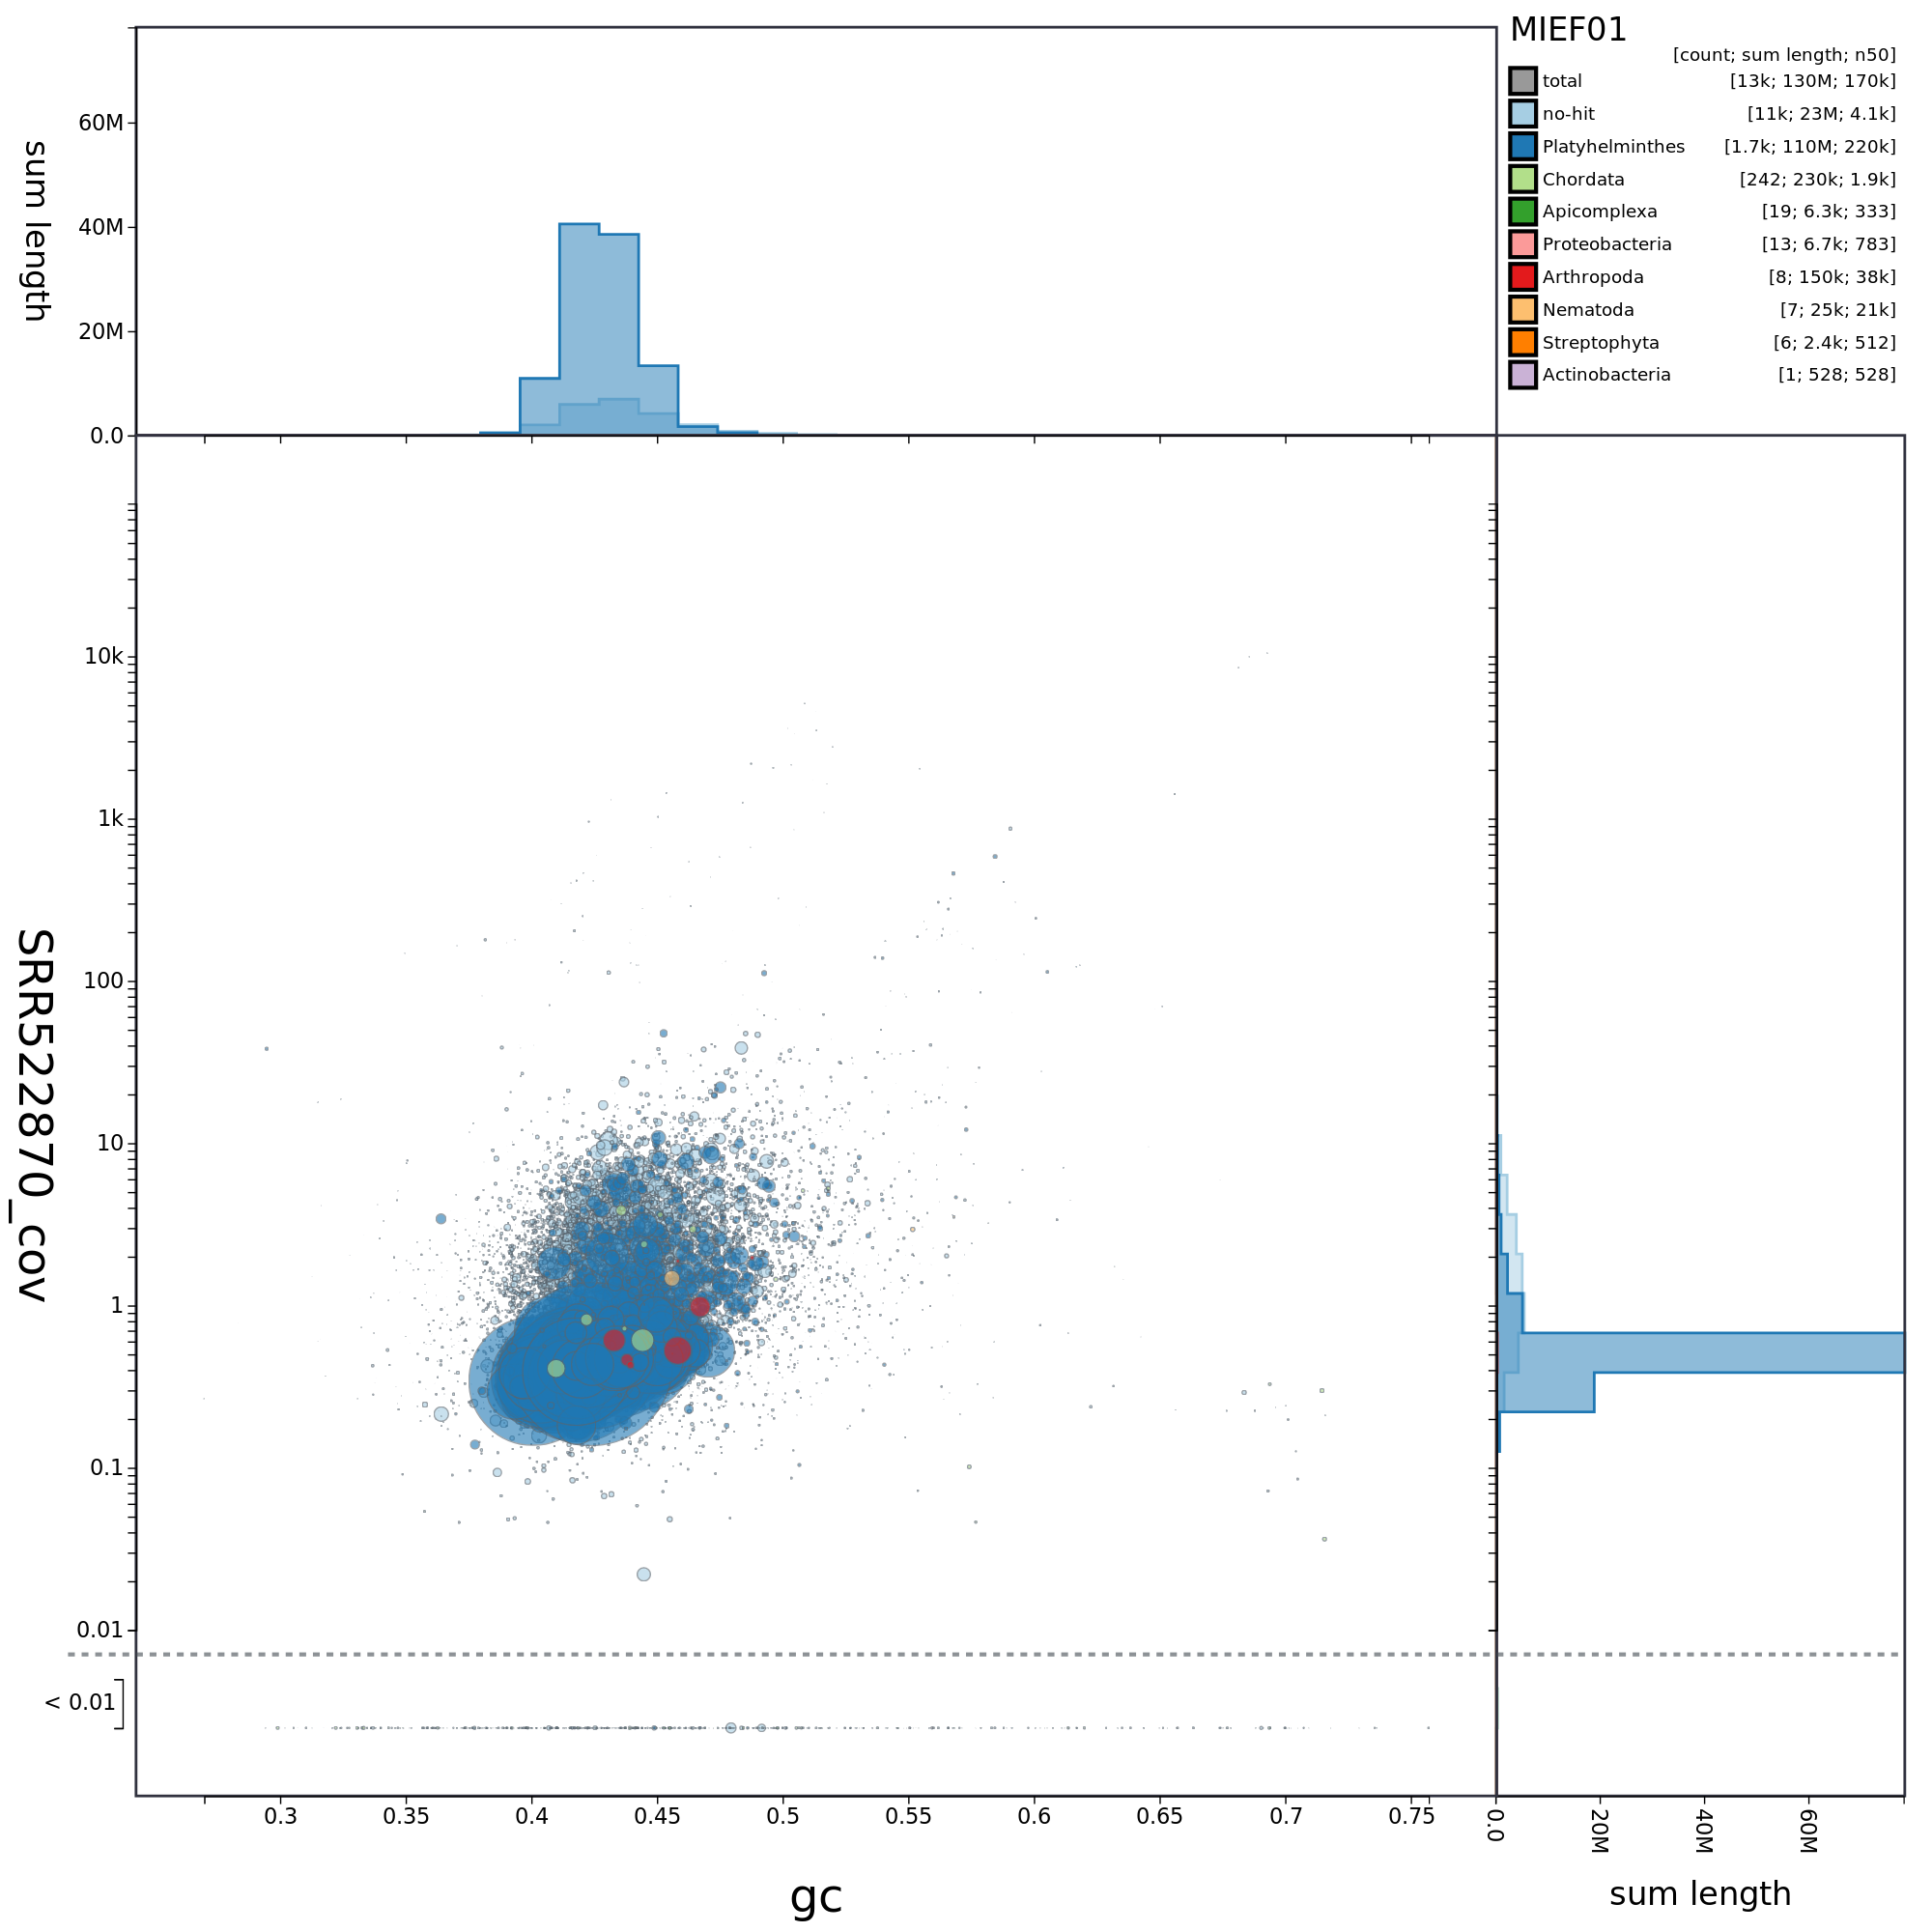 MIEF01
[count; sum length; n50]
total [13k; 130M; 170k]
no-hit [11k; 23M; 4.1k]
Platyhelminthes [1.7k; 110M; 220k]
Chordata [242; 230k; 1.9k]
Apicomplexa [19; 6.3k; 333]
Proteobacteria [13; 6.7k; 783]
Arthropoda [8; 150k; 38k]
Nematoda [7; 25k; 21k]
Streptophyta [6; 2.4k; 512]
Actinobacteria [1; 528; 528]
sum length
60M
40M
20M
0.0
SRR522870_cov
10k
1k
100
10
1
0.1
0.01
< 0.01
0.3 0.35 0.4 0.45 0.5 0.55 0.6 0.65 0.7 0.75
gc
0.0 20M 40M 60M
sum length